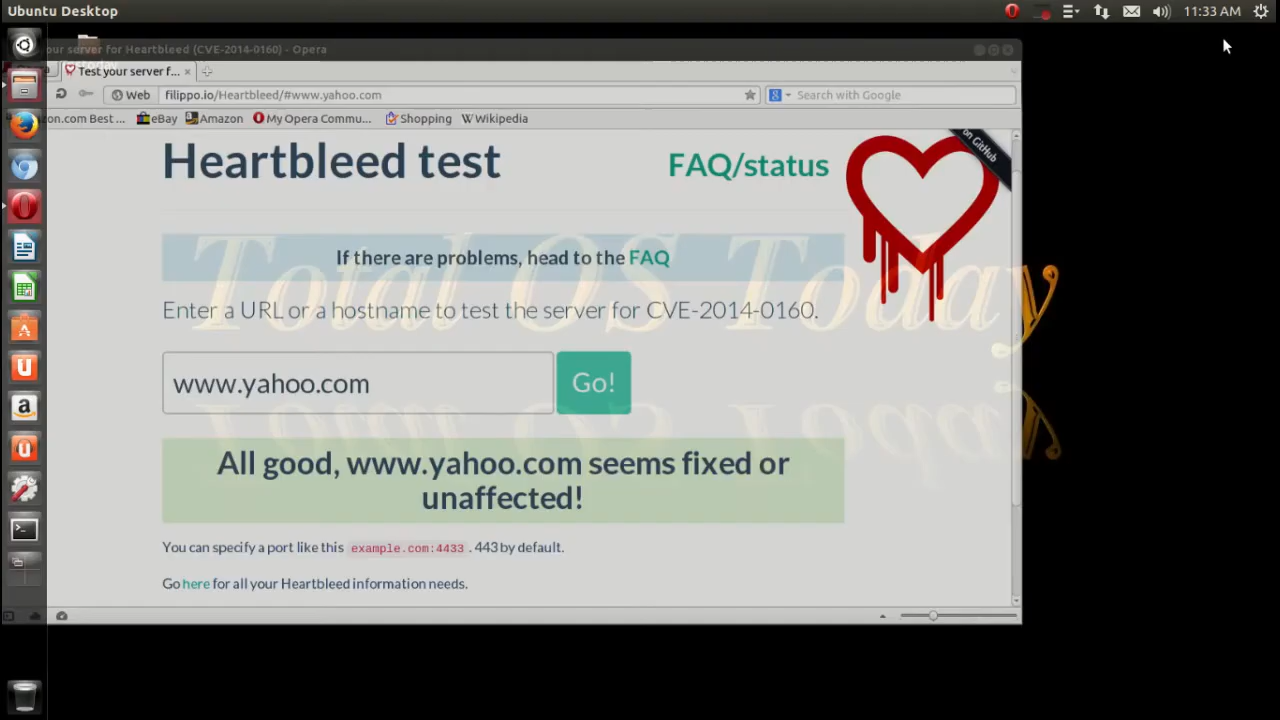 Ubuntu Desktop
11:33 AM
our server for Heartbleed (CVE-2014-0160) - Opera
Test your server f...
Web
filippo.io/Heartbleed/#www.yahoo.com
Search with Google
zon.com Best ...
eBay
Amazon
My Opera Commu...
Shopping
Wikipedia
Heartbleed test
FAQ/status
on GitHub
If there are problems, head to the FAQ
Total OS Today
Enter a URL or a hostname to test the server for CVE-2014-0160.
www.yahoo.com
Go!
All good, www.yahoo.com seems fixed or
unaffected!
You can specify a port like this example.com:4433 . 443 by default.
Go here for all your Heartbleed information needs.